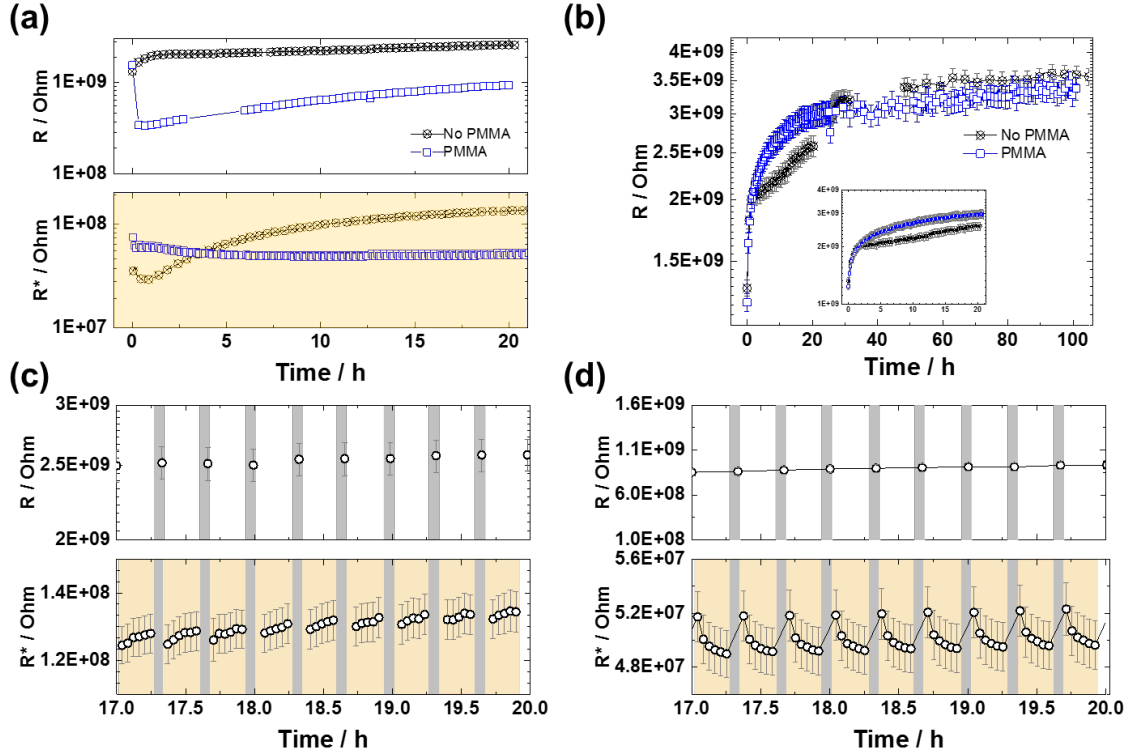 (a)
R / Ohm
1E+09
1E+08
No PMMA
PMMA
R* / Ohm
1E+08
1E+07
0 5 10 15 20
Time / h
(b)
R / Ohm
4E+09
3.5E+09
3E+09
2.5E+09
2E+09
1.5E+09
No PMMA
PMMA
4E+09
3E+09
2E+09
1E+09
0 5 10 15 20
0 20 40 60 80 100
Time / h
(c)
R / Ohm
3E+09
2.5E+09
2E+09
R* / Ohm
1.4E+08
1.2E+08
17.0 17.5 18.0 18.5 19.0 19.5 20.0
Time / h
(d)
R / Ohm
1.6E+09
1.1E+09
6.0E+08
1.0E+08
R* / Ohm
5.6E+07
5.2E+07
4.8E+07
17.0 17.5 18.0 18.5 19.0 19.5 20.0
Time / h